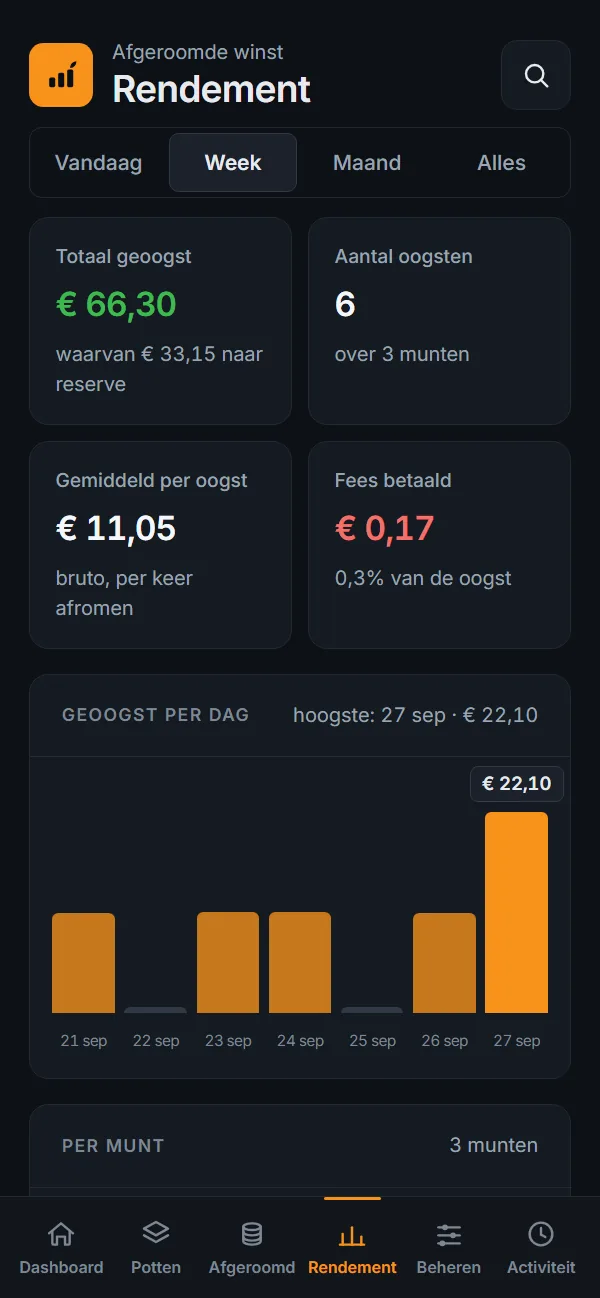 Afgeroomde winst
Rendement
Vandaag Week Maand Alles
Totaal geoogst
€ 66,30
waarvan € 33,15 naar
reserve
Aantal oogsten
6
over 3 munten
Gemiddeld per oogst
€ 11,05
bruto, per keer
afromen
Fees betaald
€ 0,17
0,3% van de oogst
GEOOGST PER DAG hoogste: 27 sep · € 22,10
€ 22,10
21 sep 22 sep 23 sep 24 sep 25 sep 26 sep 27 sep
PER MUNT 3 munten
Dashboard Potten Afgeroomd Rendement Beheren Activiteit